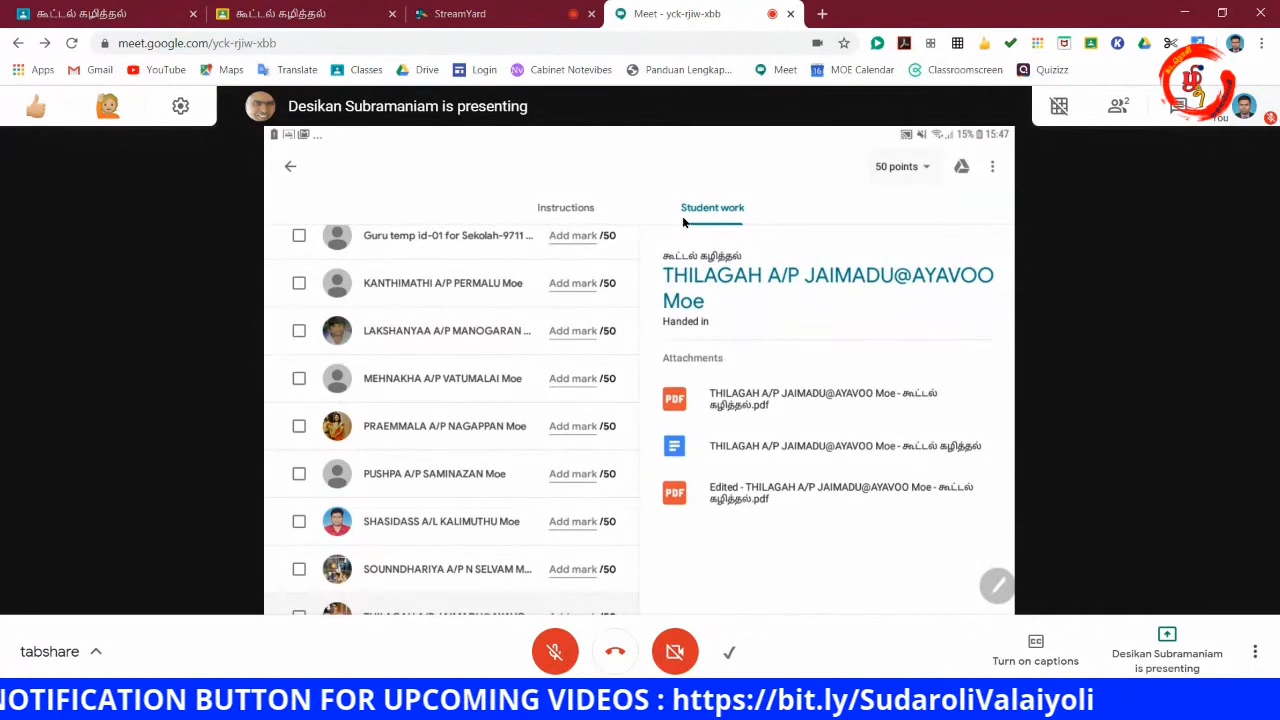 கூட்டல் கழித்தல்
கூட்டல் கழித்தல்
StreamYard
Meet - yck-rjiw-xbb
meet.google.com/yck-rjiw-xbb
Apps
Gmail
YouTube
Maps
Translate
Classes
Drive
Login
Cabinet Notevibes
Panduan Lengkap...
Meet
16
MOE Calendar
Classroomscreen
Quizizz
Desikan Subramaniam is presenting
2
You
15% 15:47
50 points
Instructions
Student work
Guru temp id-01 for Sekolah-9711 ... Add mark /50
KANTHIMATHI A/P PERMALU Moe Add mark /50
LAKSHANYAA A/P MANOGARAN ... Add mark /50
MEHNAKHA A/P VATUMALAI Moe Add mark /50
PRAEMMALA A/P NAGAPPAN Moe Add mark /50
PUSHPA A/P SAMINAZAN Moe Add mark /50
SHASIDASS A/L KALIMUTHU Moe Add mark /50
SOUNNDHARIYA A/P N SELVAM M... Add mark /50
கூட்டல் கழித்தல்
THILAGAH A/P JAIMADU@AYAVOO
Moe
Handed in
Attachments
PDF
THILAGAH A/P JAIMADU@AYAVOO Moe - கூட்டல்
கழித்தல்.pdf
THILAGAH A/P JAIMADU@AYAVOO Moe - கூட்டல் கழித்தல்
PDF
Edited - THILAGAH A/P JAIMADU@AYAVOO Moe - கூட்டல்
கழித்தல்.pdf
tabshare
Turn on captions
Desikan Subramaniam
is presenting
NOTIFICATION BUTTON FOR UPCOMING VIDEOS : https://bit.ly/SudaroliValaiyoli